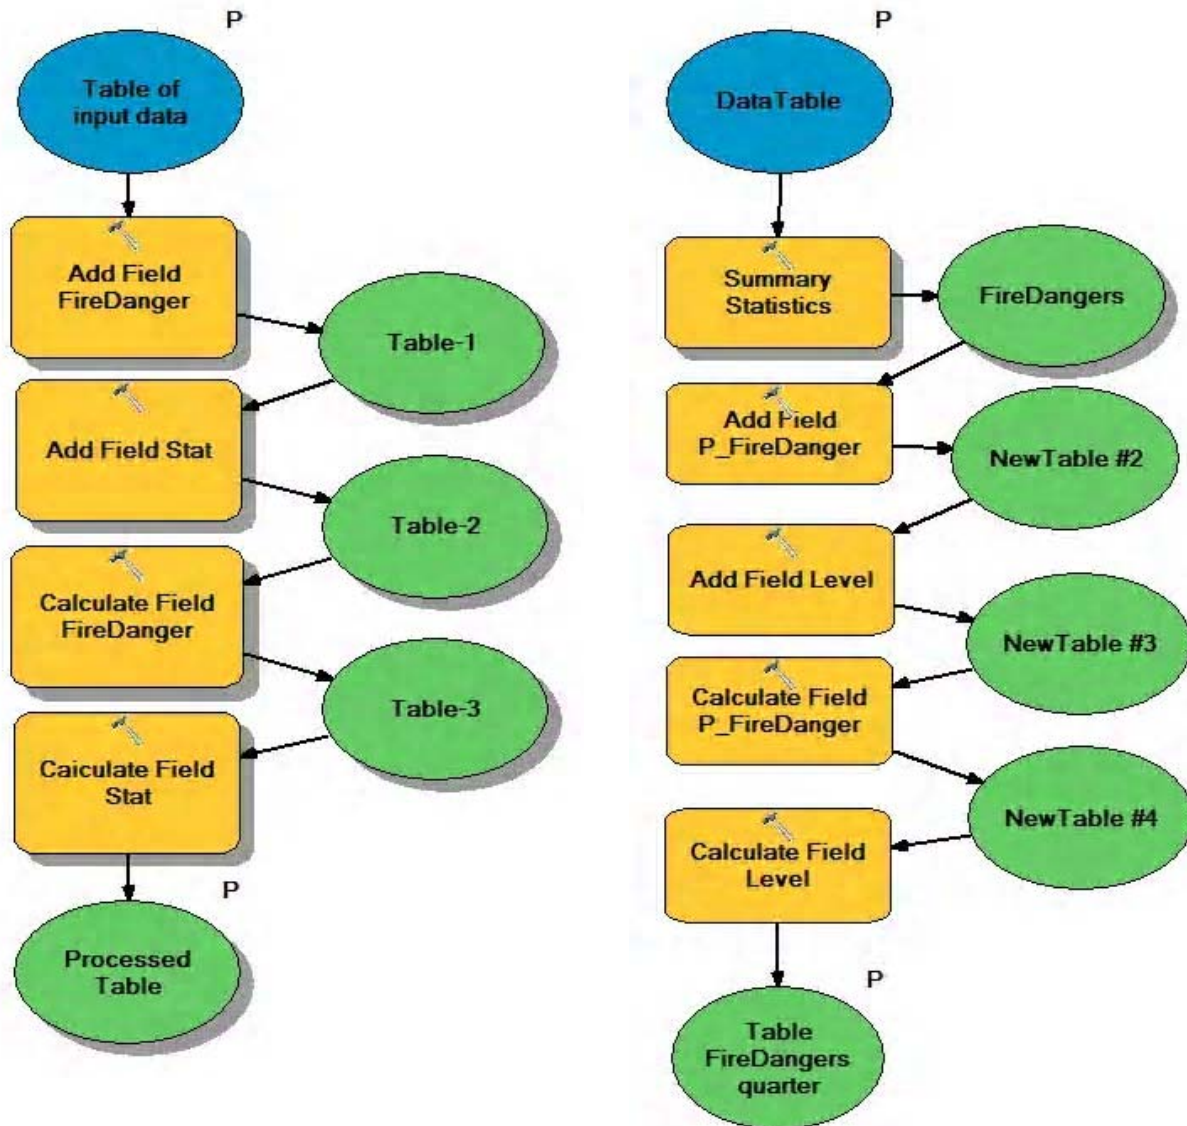 P
Table of
input data
Add Field
FireDanger
Table-1
Add Field Stat
Table-2
Calculate Field
FireDanger
Table-3
Caiculate Field
Stat
P
Processed
Table
P
DataTable
Summary
Statistics
FireDangers
Add Field
P_FireDanger
NewTable #2
Add Field Level
NewTable #3
Calculate Field
P_FireDanger
NewTable #4
Calculate Field
Level
P
Table
FireDangers
quarter